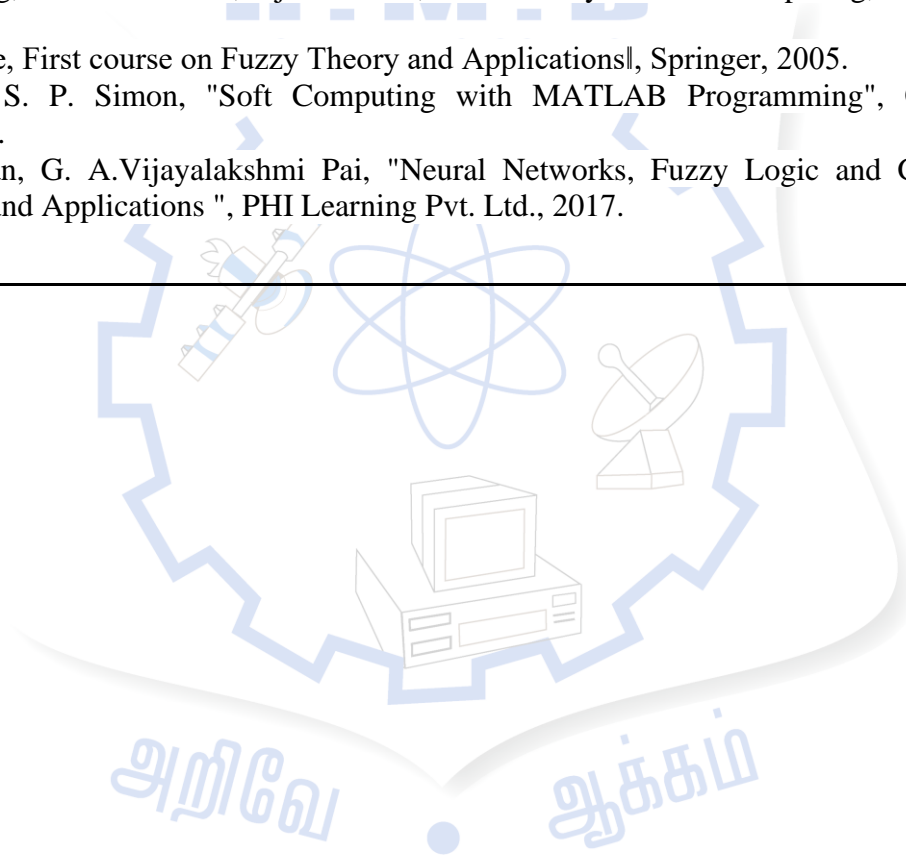 e, First course on Fuzzy Theory and Applications‖, Springer, 2005.
S. P. Simon, "Soft Computing with MATLAB Programming",
.
n, G. A.Vijayalakshmi Pai, "Neural Networks, Fuzzy Logic and
nd Applications ", PHI Learning Pvt. Ltd., 2017.
அறிவே ஆக்கம்